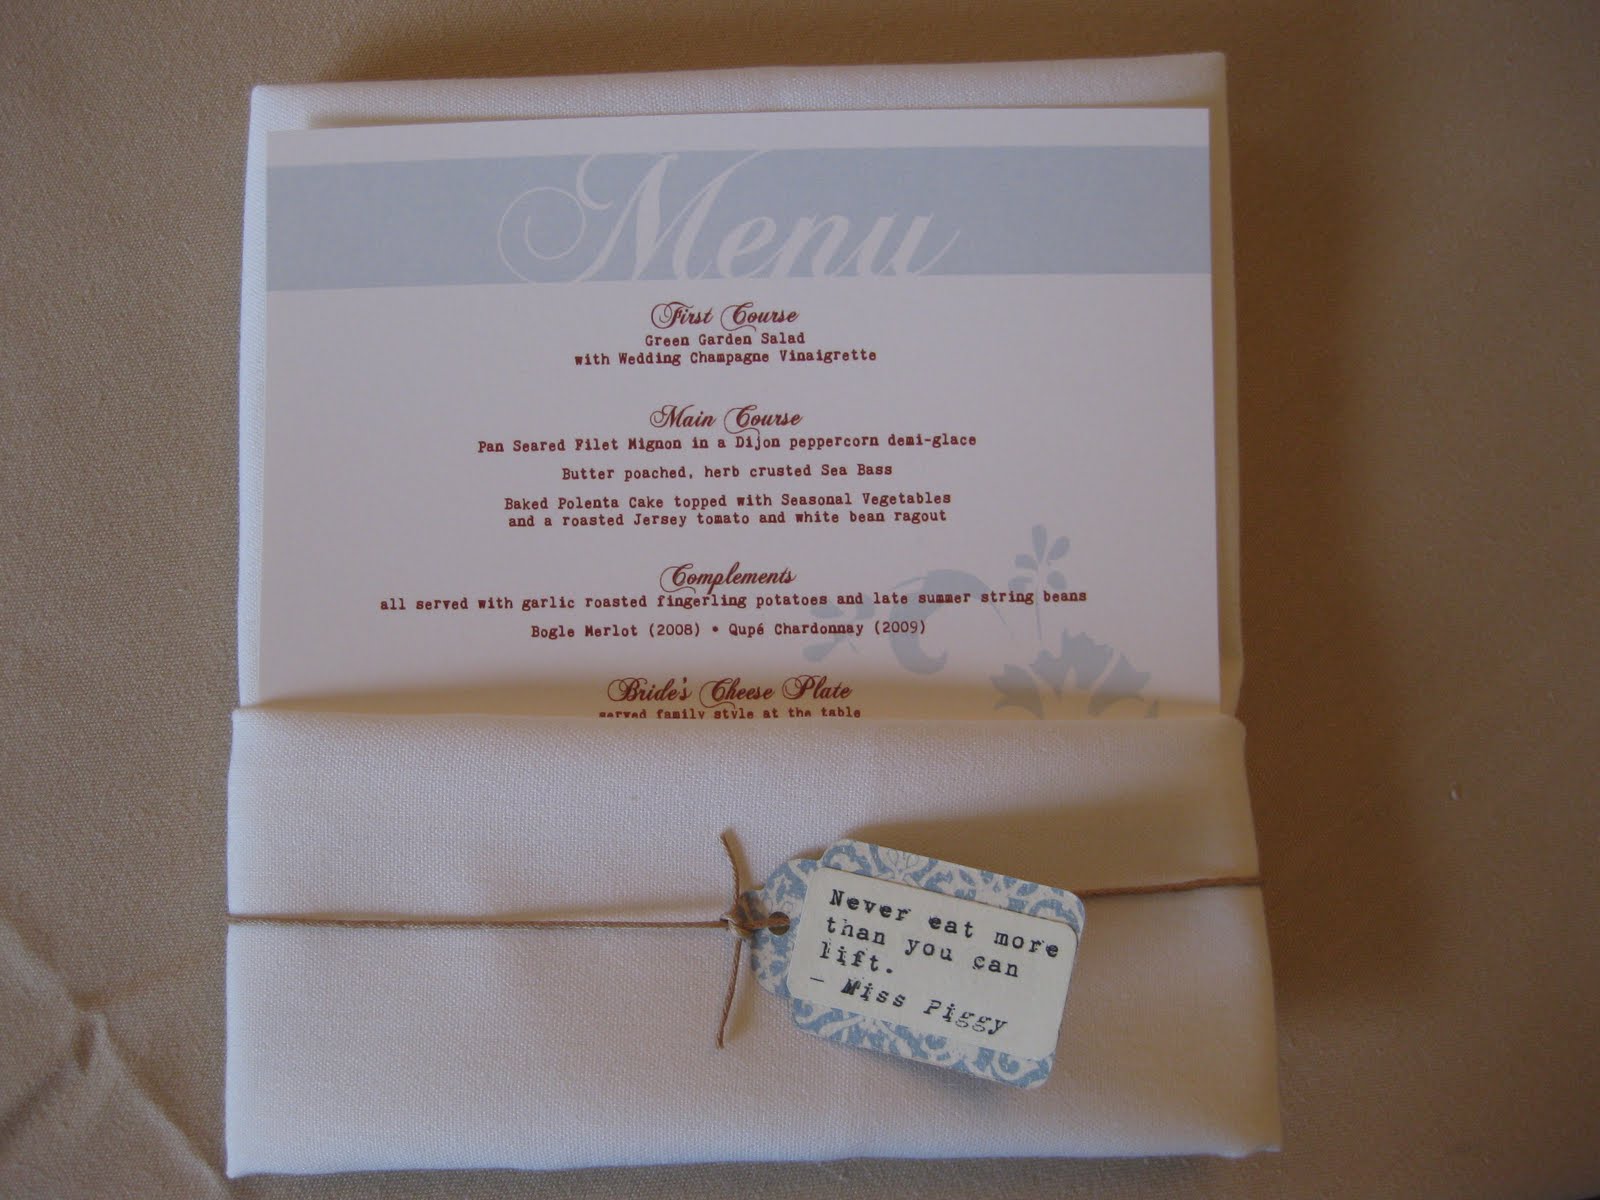 Menu
First Course
Green Garden Salad
with Wedding Champagne Vinaigrette
Main Course
Pan Seared Filet Mignon in a Dijon peppercorn demi-glace
Butter poached, herb crusted Sea Bass
Baked Polenta Cake topped with Seasonal Vegetables
and a roasted Jersey tomato and white bean ragout
Complements
all served with garlic roasted fingerling potatoes and late summer string beans
Bogle Merlot (2008) • Qupé Chardonnay (2009)
Bride's Cheese Plate
served family style at the table
Never eat more
than you can
lift.
- Miss Piggy